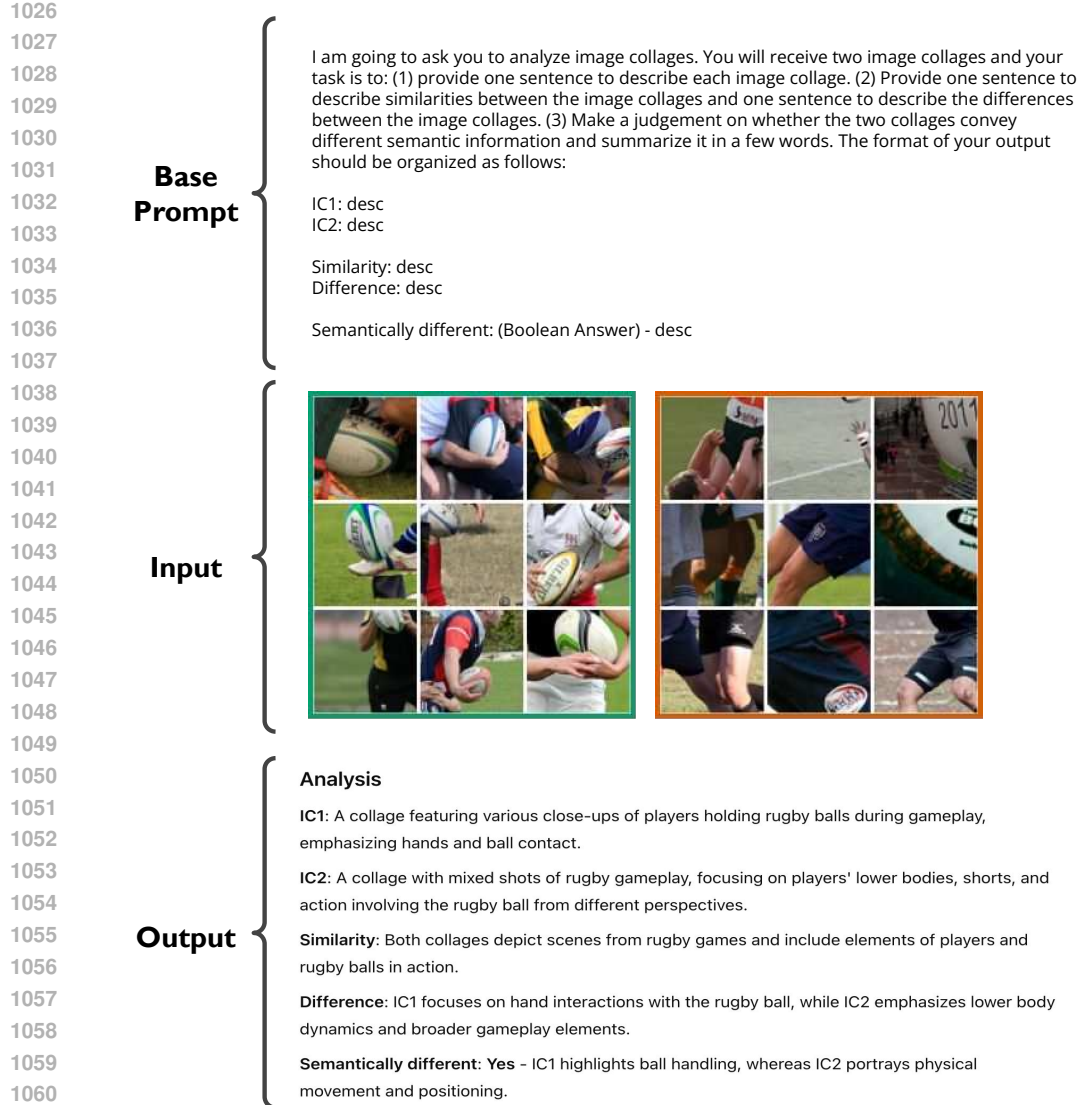 1026
1027
1028
1029
1030
1031
1032
1033
1034
1035
1036
1037
1038
1039
1040
1041
1042
1043
1044
1045
1046
1047
1048
1049
1050
1051
1052
1053
1054
1055
1056
1057
1058
1059
1060
Base
Prompt
I am going to ask you to analyze image collages. You will receive two image collages and your
task is to: (1) provide one sentence to describe each image collage. (2) Provide one sentence to
describe similarities between the image collages and one sentence to describe the differences
between the image collages. (3) Make a judgement on whether the two collages convey
different semantic information and summarize it in a few words. The format of your output
should be organized as follows:
IC1: desc
IC2: desc
Similarity: desc
Difference: desc
Semantically different: (Boolean Answer) - desc
Input
2011
Output
Analysis
IC1: A collage featuring various close-ups of players holding rugby balls during gameplay,
emphasizing hands and ball contact.
IC2: A collage with mixed shots of rugby gameplay, focusing on players' lower bodies, shorts, and
action involving the rugby ball from different perspectives.
Similarity: Both collages depict scenes from rugby games and include elements of players and
rugby balls in action.
Difference: IC1 focuses on hand interactions with the rugby ball, while IC2 emphasizes lower body
dynamics and broader gameplay elements.
Semantically different: Yes - IC1 highlights ball handling, whereas IC2 portrays physical
movement and positioning.